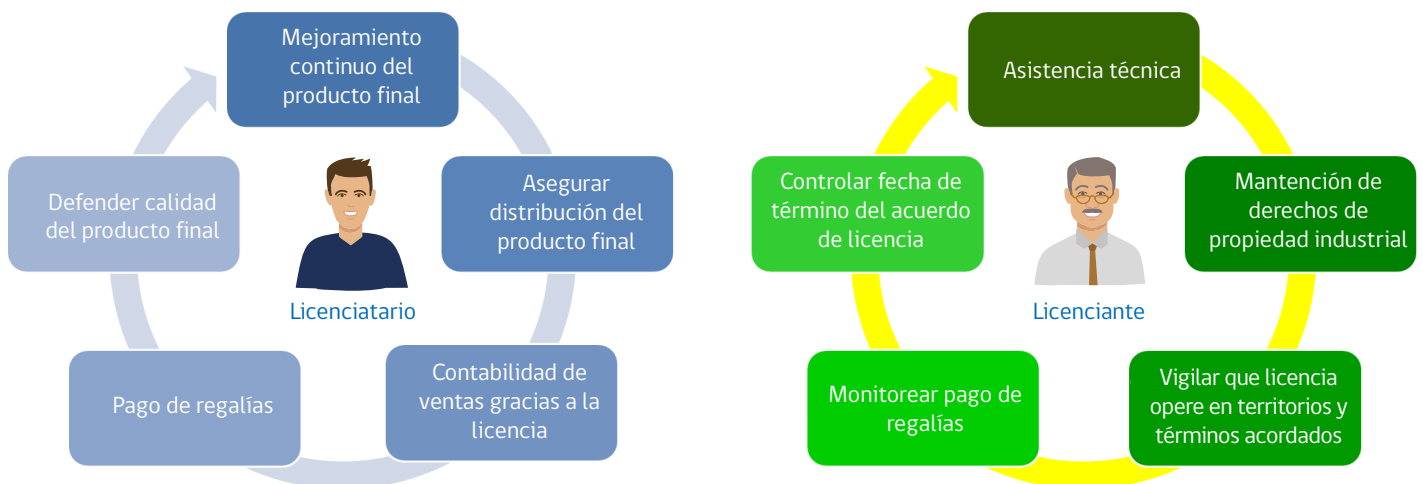 Mejoramiento
continuo del
producto final
Asegurar
distribución del
producto final
Contabilidad de
ventas gracias a la
licencia
Pago de regalías
Defender calidad
del producto final
Licenciatario
Asistencia técnica
Mantención de
derechos de
propiedad industrial
Vigilar que licencia
opere en territorios y
términos acordados
Monitorear pago de
regalías
Controlar fecha de
término del acuerdo
de licencia
Licenciante